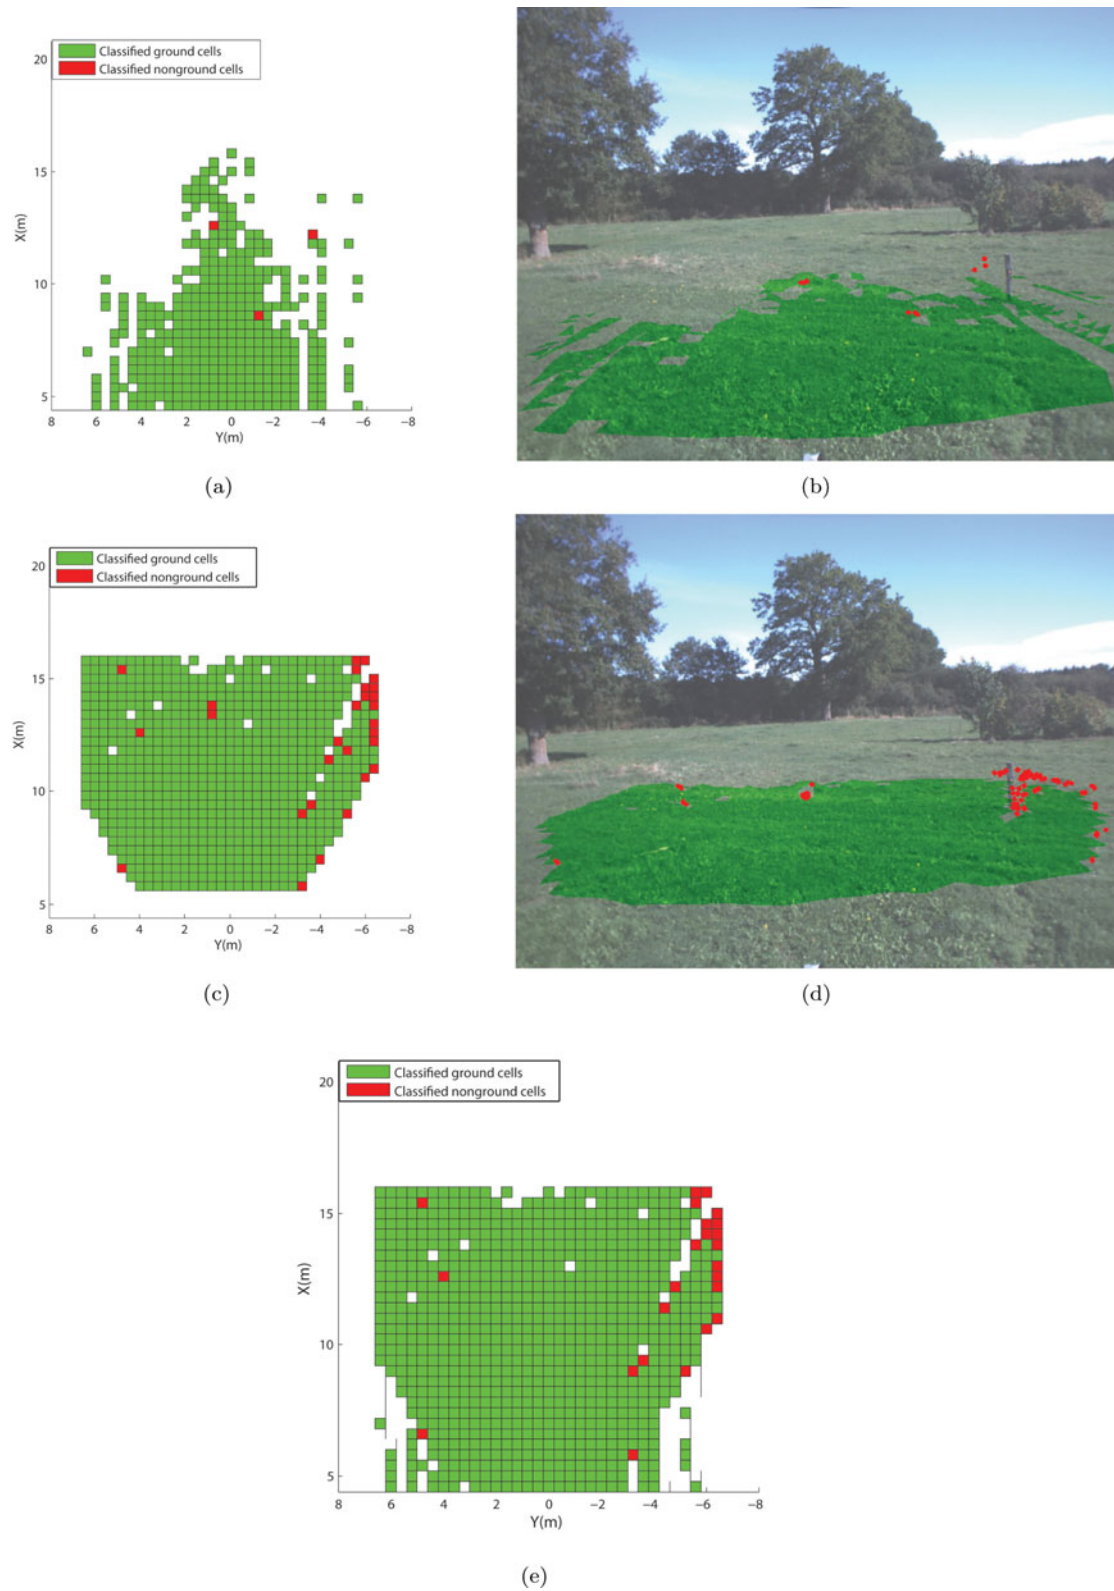 Classified ground cells
Classified nonground cells
20
15
10
5
X(m)
8 6 4 2 0 −2 −4 −6 −8
Y(m)
(a)
(b)
Classified ground cells
Classified nonground cells
20
15
10
5
X(m)
8 6 4 2 0 −2 −4 −6 −8
Y(m)
(c)
(d)
Classified ground cells
Classified nonground cells
20
15
10
5
X(m)
8 6 4 2 0 −2 −4 −6 −8
Y(m)
(e)